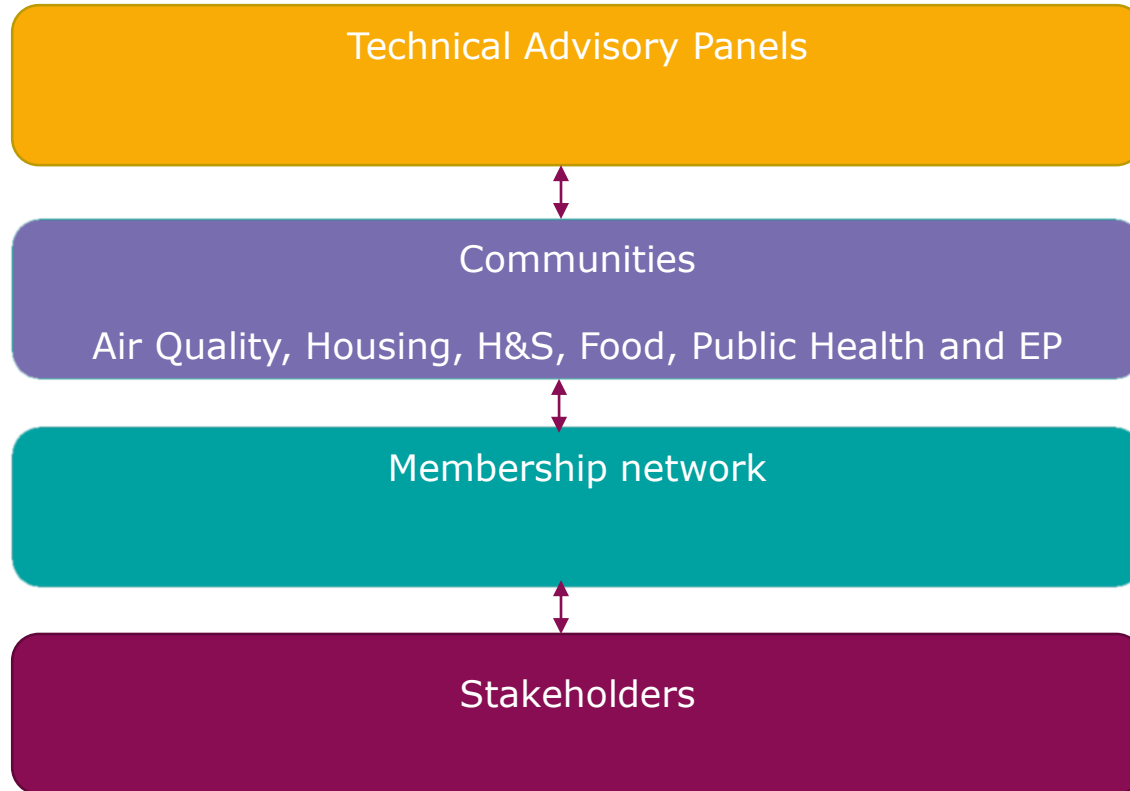 Technical Advisory Panels
Communities
Air Quality, Housing, H&S, Food, Public Health and EP
Membership network
Stakeholders